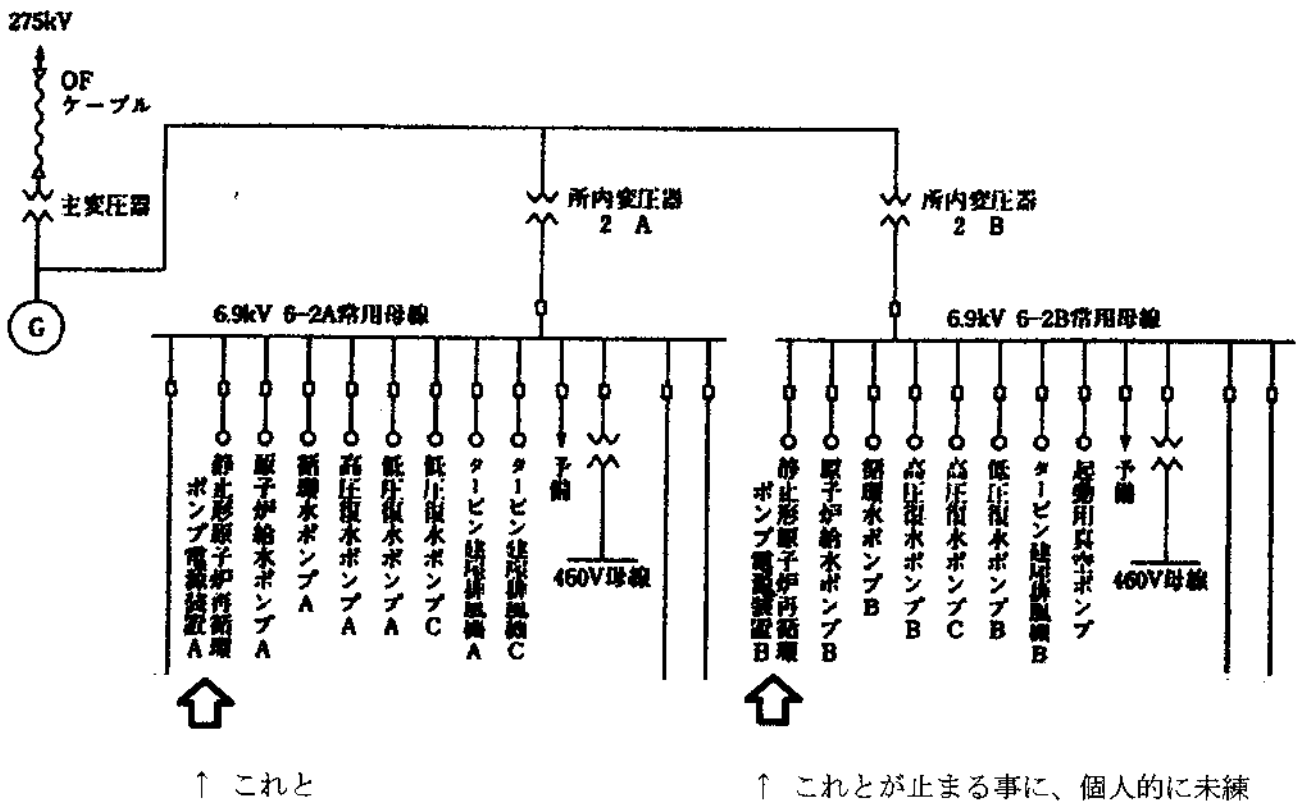 275kV
OF
ケーブル
主変圧器
所内変圧器
2 A
所内変圧器
2 B
G
6.9kV 6-2A常用母線
6.9kV 6-2B常用母線
静止形原子炉再循環
ポンプ電源装置A
原子炉給水ポンプA
循環水ポンプA
高圧復水ポンプA
低圧復水ポンプA
低圧復水ポンプC
タービン建屋排風機A
タービン建屋排風機C
予備
460V母線
静止形原子炉再循環
ポンプ電源装置B
原子炉給水ポンプB
循環水ポンプB
高圧復水ポンプB
高圧復水ポンプC
低圧復水ポンプB
タービン建屋排風機B
起動用真空ポンプ
予備
460V母線
↑ これと
↑ これとが止まる事に、個人的に未練